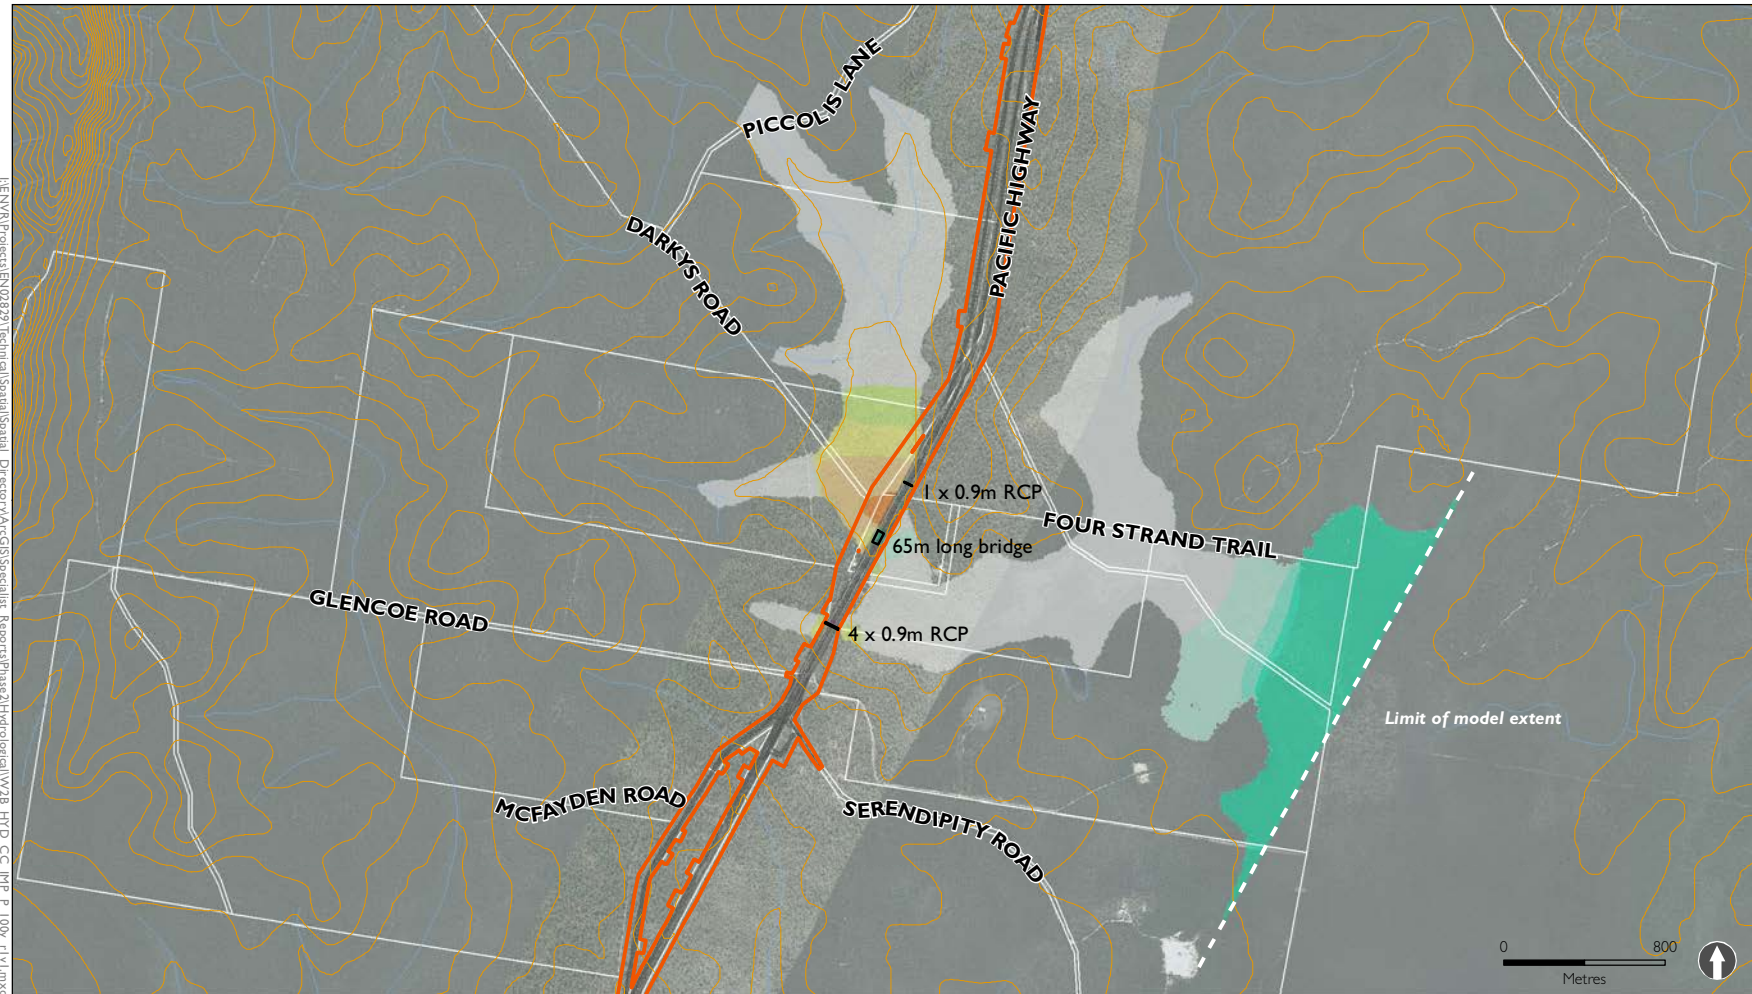 PICCOLIS LANE
PACIFIC HIGHWAY
DARKYS ROAD
1 x 0.9m RCP
FOUR STRAND TRAIL
65m long bridge
GLENCOE ROAD
4 x 0.9m RCP
Limit of model extent
MCFAYDEN ROAD
SERENDIPITY ROAD
0 800
Metres